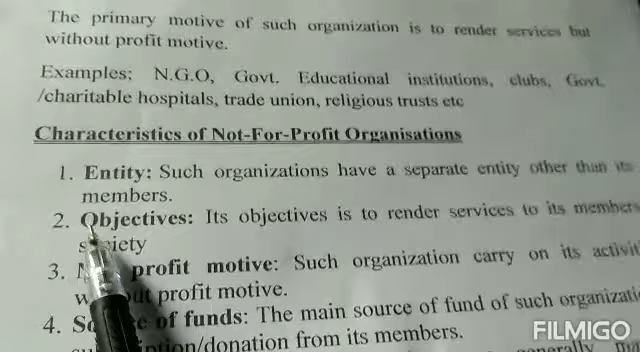 The primary motive of such organization is to render services but
without profit motive.
Examples: N.G.O, Govt. Educational institutions, clubs, Govt.
/charitable hospitals, trade union, religious trusts etc
Characteristics of Not-For-Profit Organisations
1. Entity: Such organizations have a separate entity other than its
members.
2. Objectives: Its objectives is to render services to its members
3. profit motive: Such organization carry on its
profit motive.
4. of funds: The main source of fund of such
/donation from its members.
generally
FILMIGO